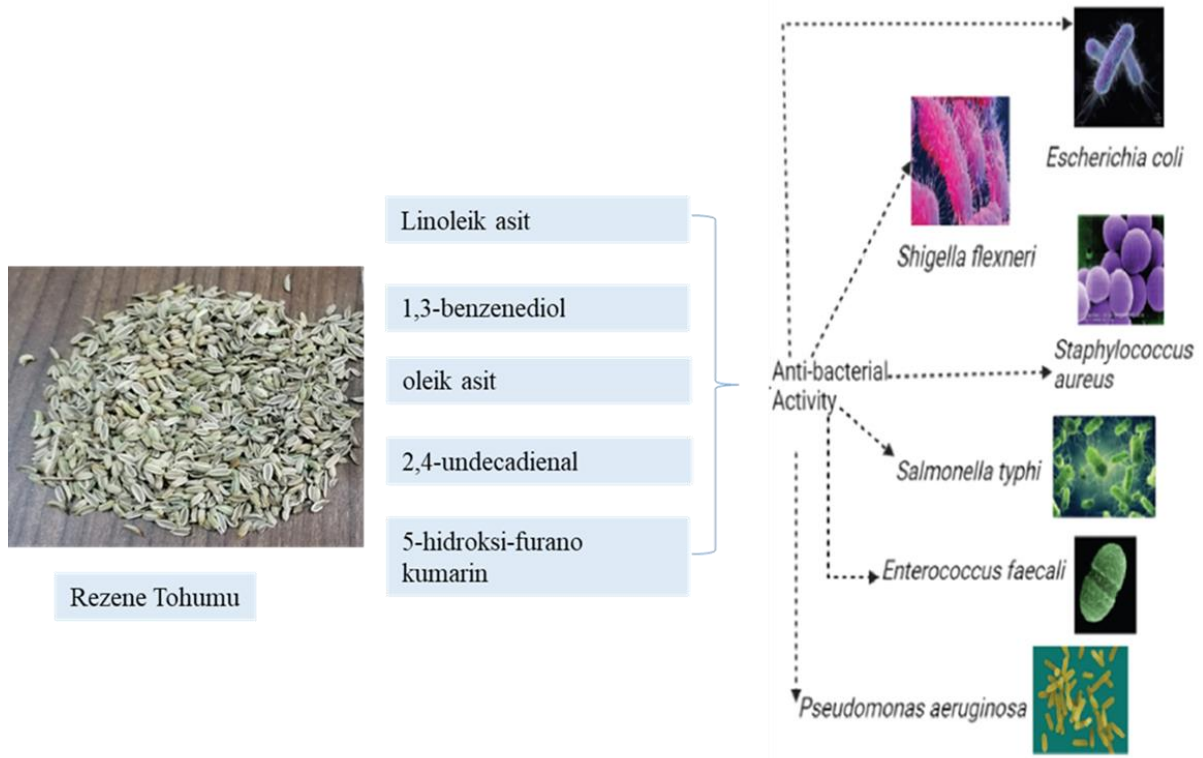 Rezene Tohumu
Linoleik asit
1,3-benzenediol
oleik asit
2,4-undecadienal
5-hidroksi-furano
kumarin
Anti-bacterial
Activity
Escherichia coli
Shigella flexneri
Staphylococcus
aureus
Salmonella typhi
Enterococcus faecali
Pseudomonas aeruginosa